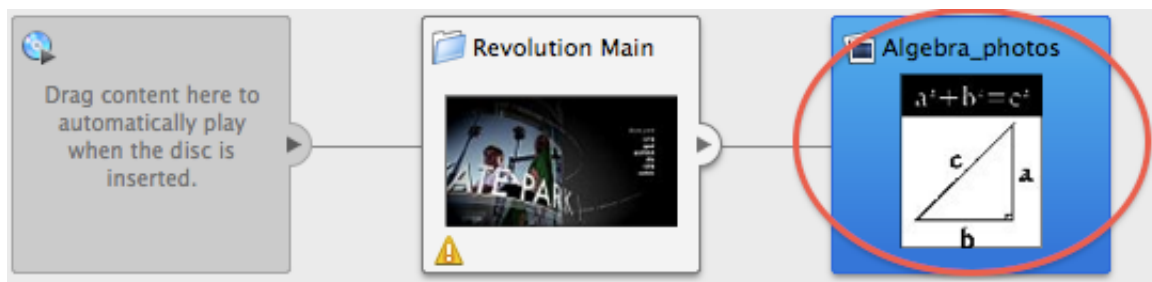 Drag content here to
automatically play
when the disc is
inserted.
Revolution Main
ATE PARK
Algebra_photos
a²+b²=c²
c
a
b